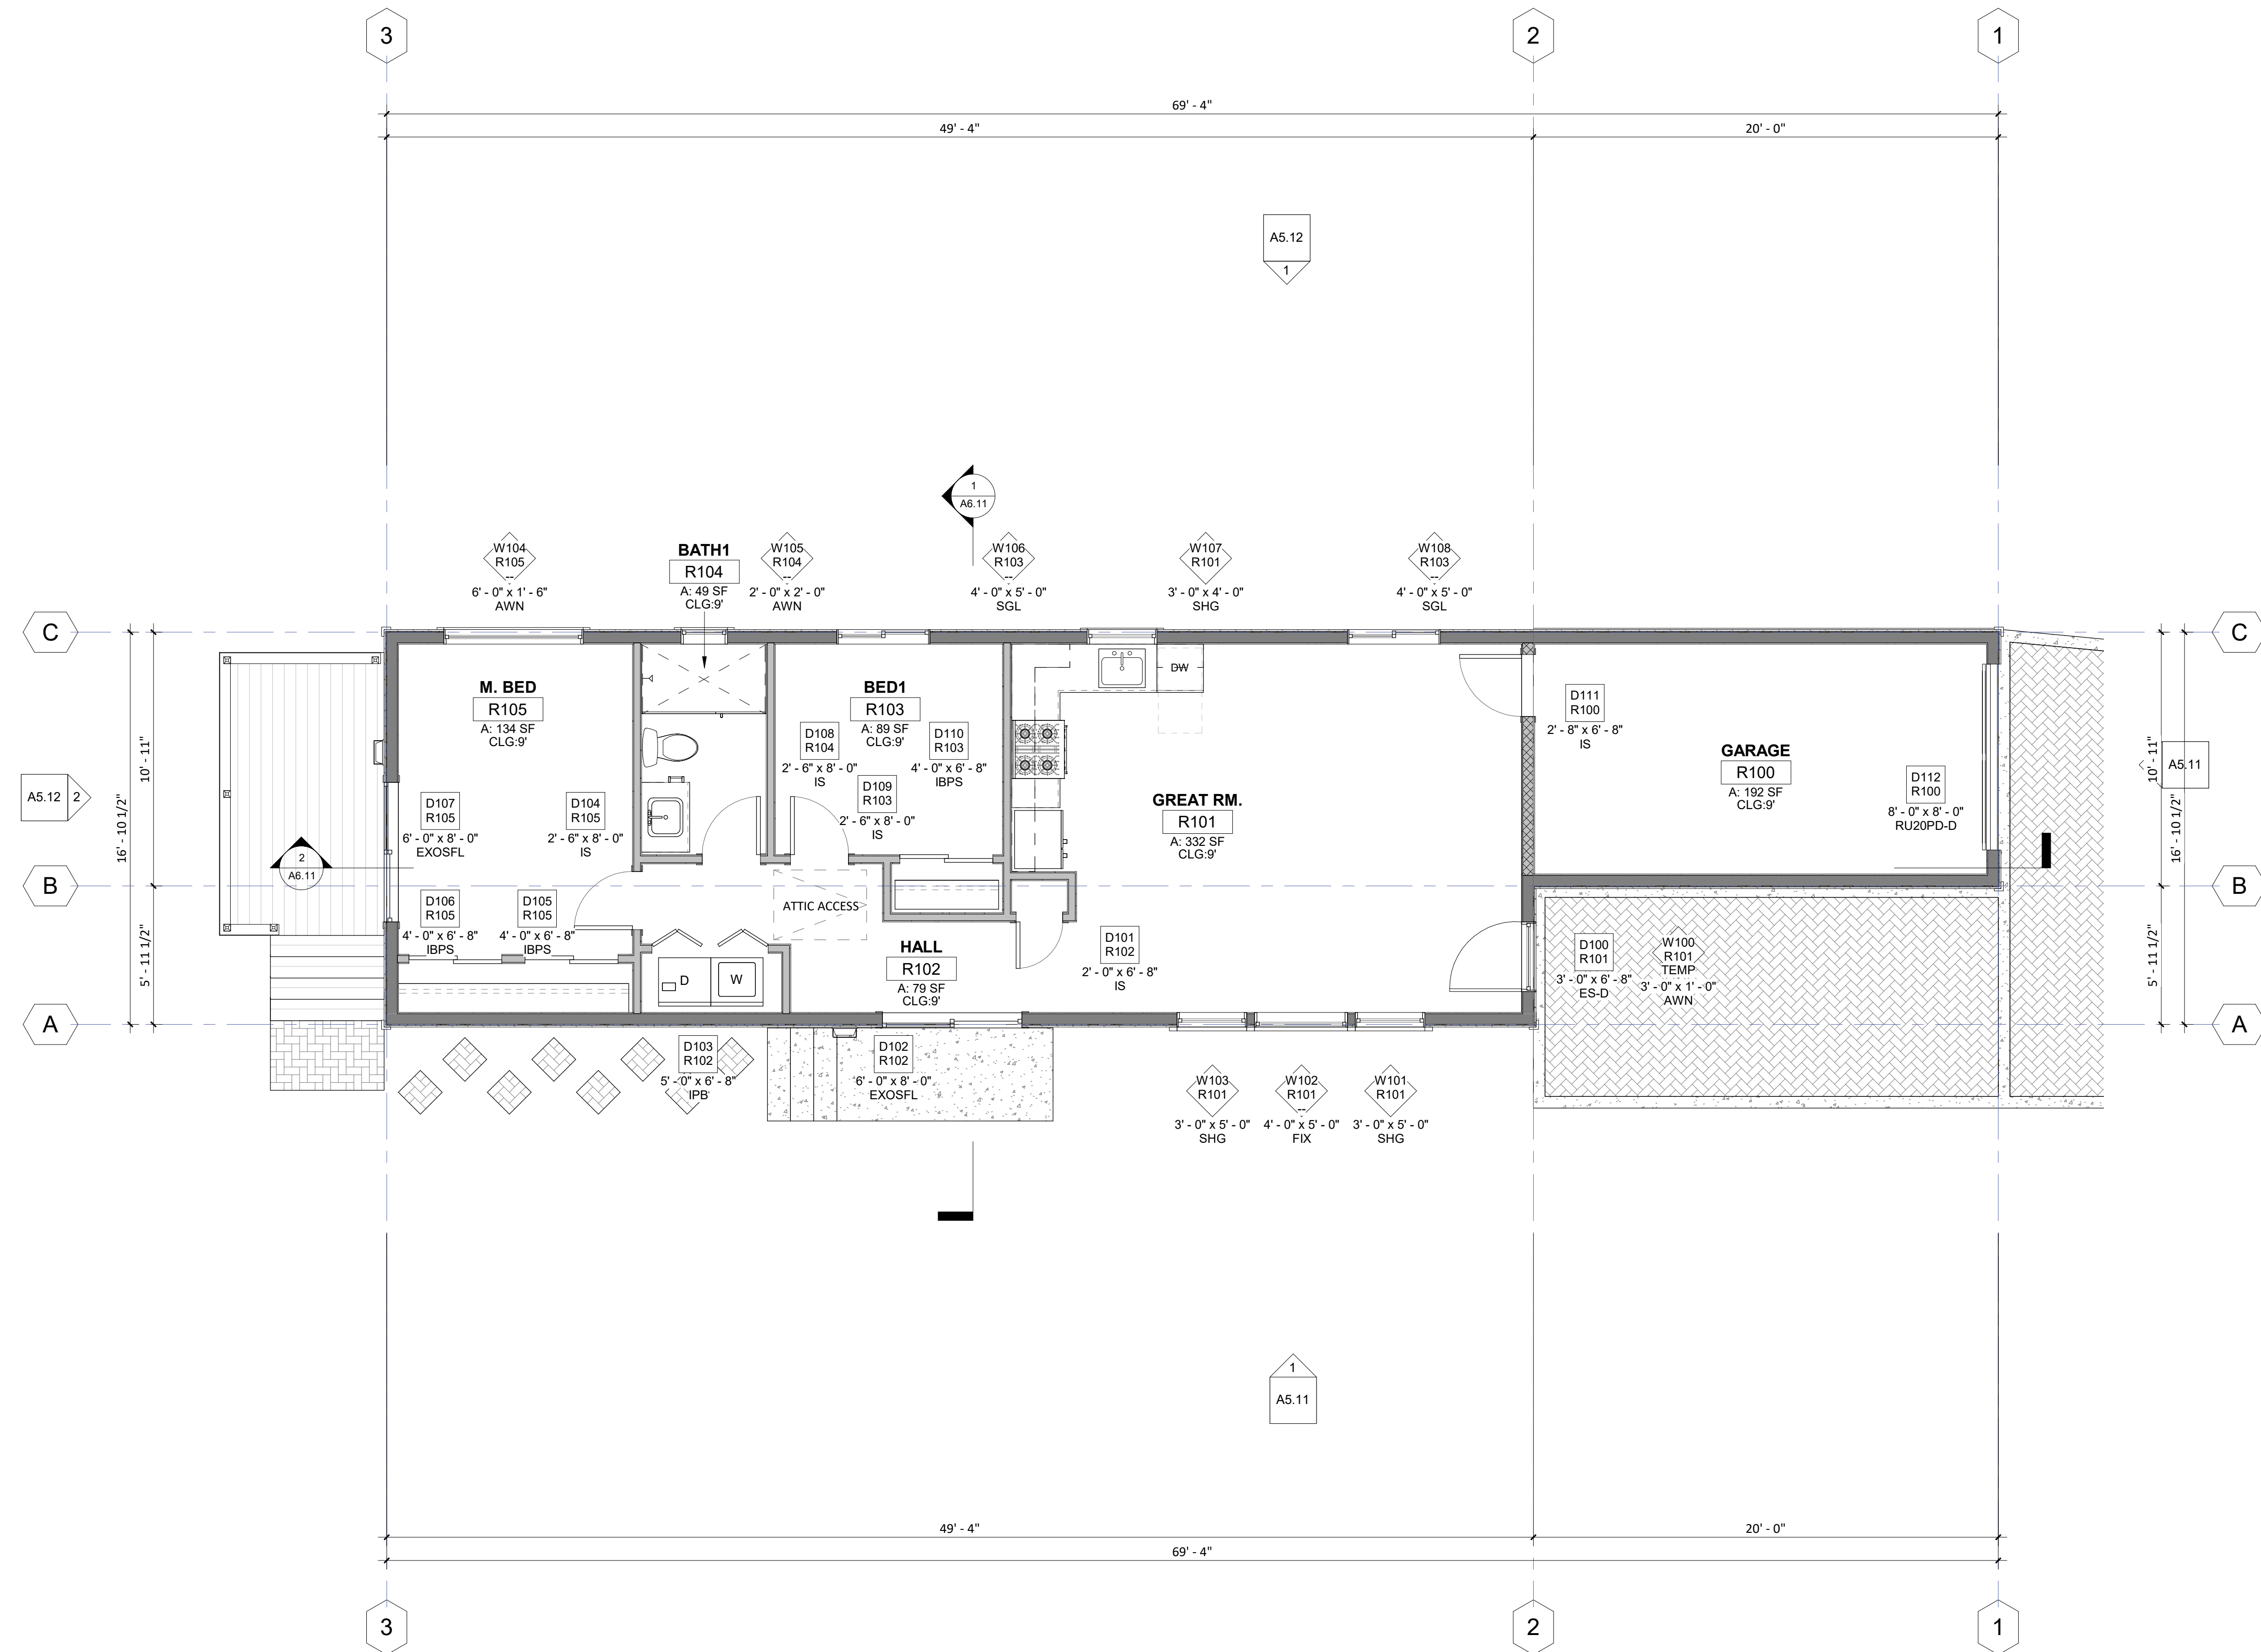 3
2
1
69' - 4"
49' - 4"
20' - 0"
A5.12
1
1
A6.11
W104
R105
--
6' - 0" x 1' - 6"
AWN
BATH1
R104
A: 49 SF
CLG:9'
W105
R104
--
2' - 0" x 2' - 0"
AWN
W106
R103
--
4' - 0" x 5' - 0"
SGL
W107
R101
3' - 0" x 4' - 0"
SHG
W108
R103
--
4' - 0" x 5' - 0"
SGL
C
C
16' - 10 1/2"
10' - 11"
5' - 11 1/2"
A5.12
2
M. BED
R105
A: 134 SF
CLG:9'
BED1
R103
A: 89 SF
CLG:9'
D108
R104
2' - 6" x 8' - 0"
IS
D110
R103
4' - 0" x 6' - 8"
IBPS
D109
R103
2' - 6" x 8' - 0"
IS
DW
GREAT RM.
R101
A: 332 SF
CLG:9'
D111
R100
2' - 8" x 6' - 8"
IS
GARAGE
R100
A: 192 SF
CLG:9'
D112
R100
8' - 0" x 8' - 0"
RU20PD-D
10' - 11"
A5.11
16' - 10 1/2"
5' - 11 1/2"
D107
R105
6' - 0" x 8' - 0"
EXOSFL
D104
R105
2' - 6" x 8' - 0"
IS
2
A6.11
B
B
D106
R105
4' - 0" x 6' - 8"
IBPS
D105
R105
4' - 0" x 6' - 8"
IBPS
ATTIC ACCESS
D
W
HALL
R102
A: 79 SF
CLG:9'
D101
R102
2' - 0" x 6' - 8"
IS
D100
R101
3' - 0" x 6' - 8"
ES-D
W100
R101
TEMP
3' - 0" x 1' - 0"
AWN
A
A
D103
R102
5' - 0" x 6' - 8"
IPB
D102
R102
6' - 0" x 8' - 0"
EXOSFL
W103
R101
3' - 0" x 5' - 0"
SHG
W102
R101
--
4' - 0" x 5' - 0"
FIX
W101
R101
3' - 0" x 5' - 0"
SHG
1
A5.11
49' - 4"
20' - 0"
69' - 4"
3
2
1